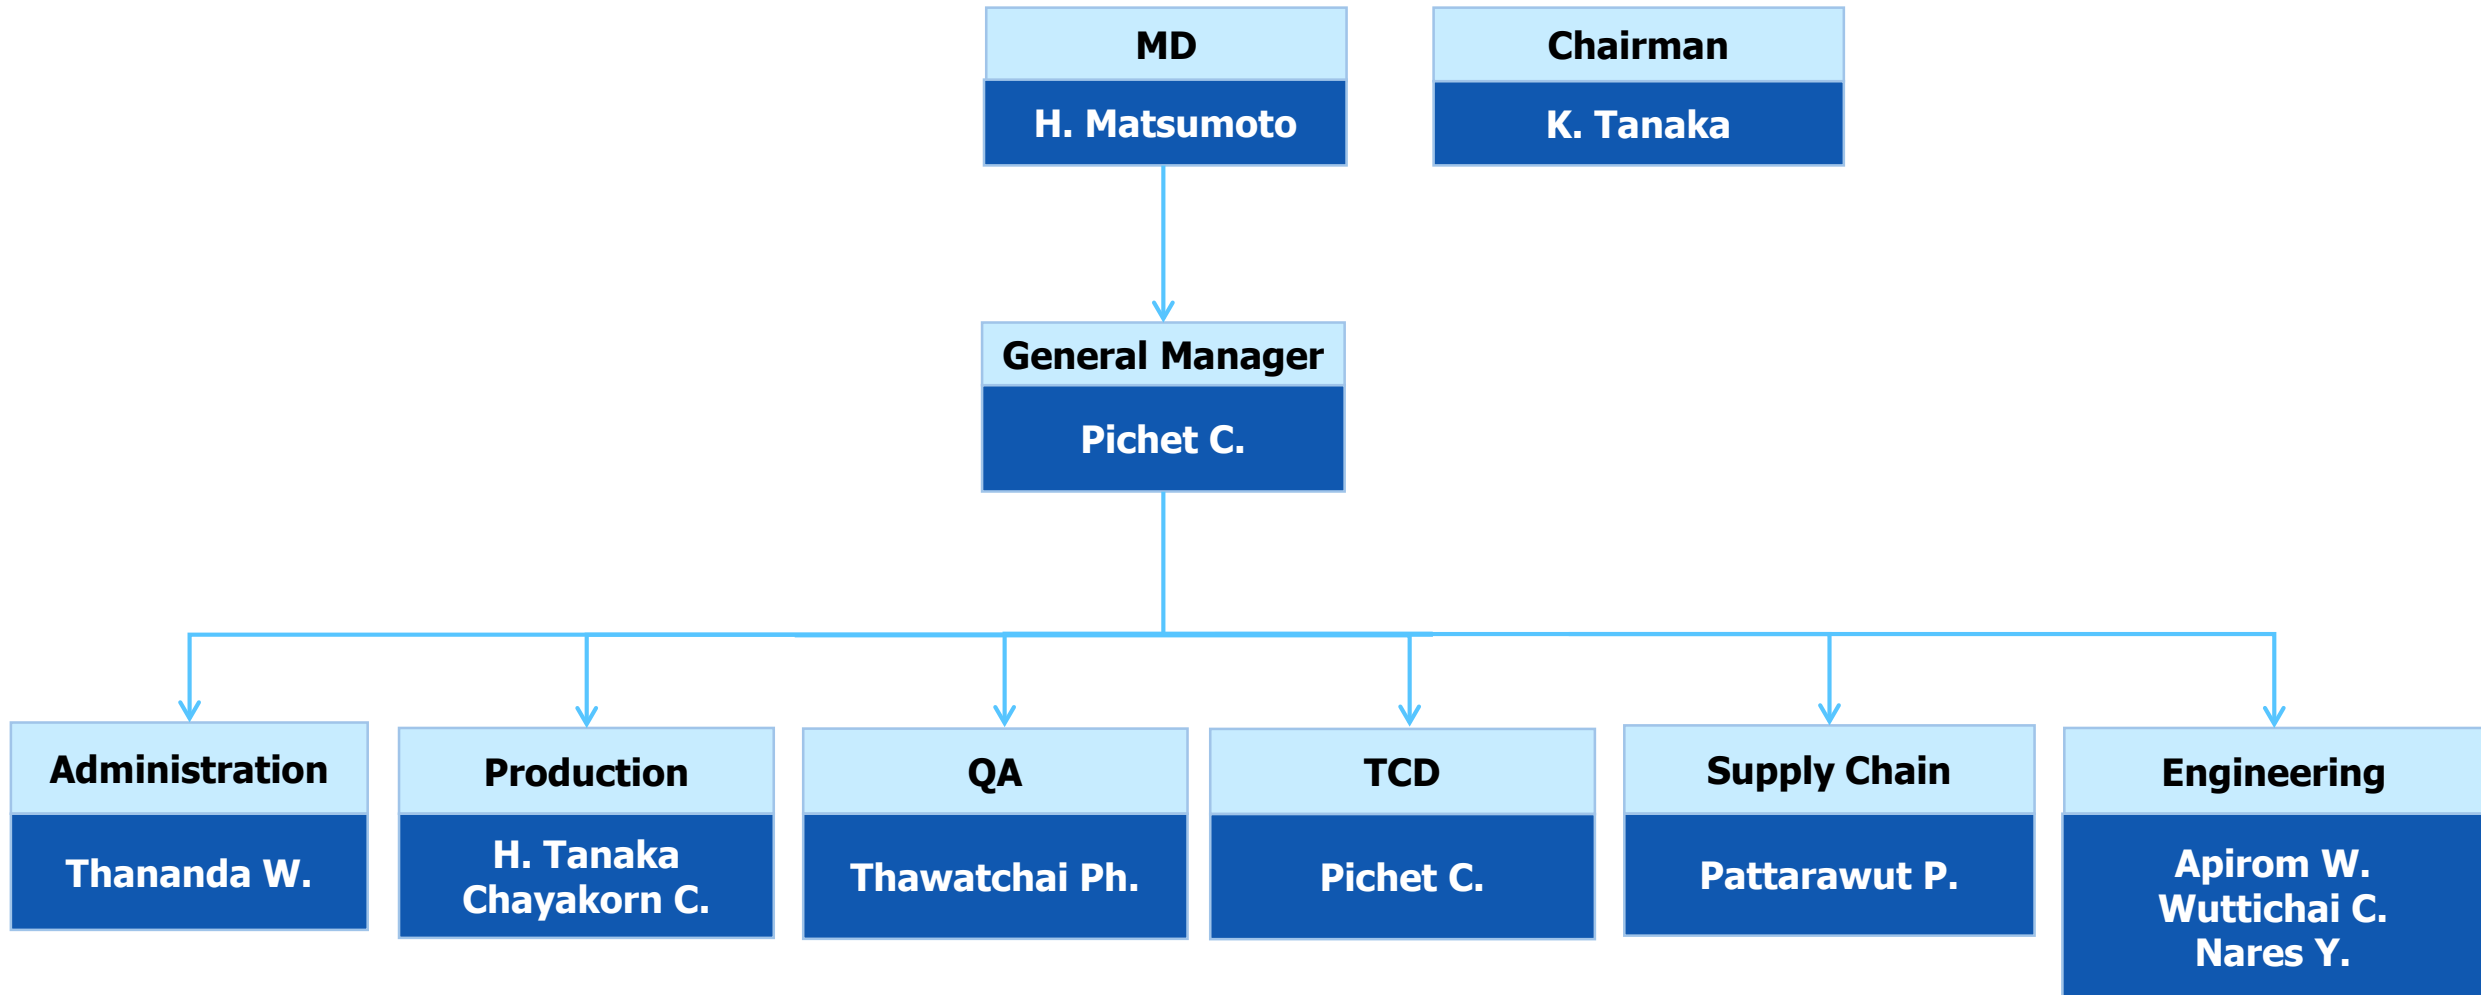 MD
H. Matsumoto
Chairman
K. Tanaka
General Manager
Pichet C.
Administration
Thananda W.
Production
H. Tanaka
Chayakorn C.
QA
Thawatchai Ph.
TCD
Pichet C.
Supply Chain
Pattarawut P.
Engineering
Apirom W.
Wuttichai C.
Nares Y.